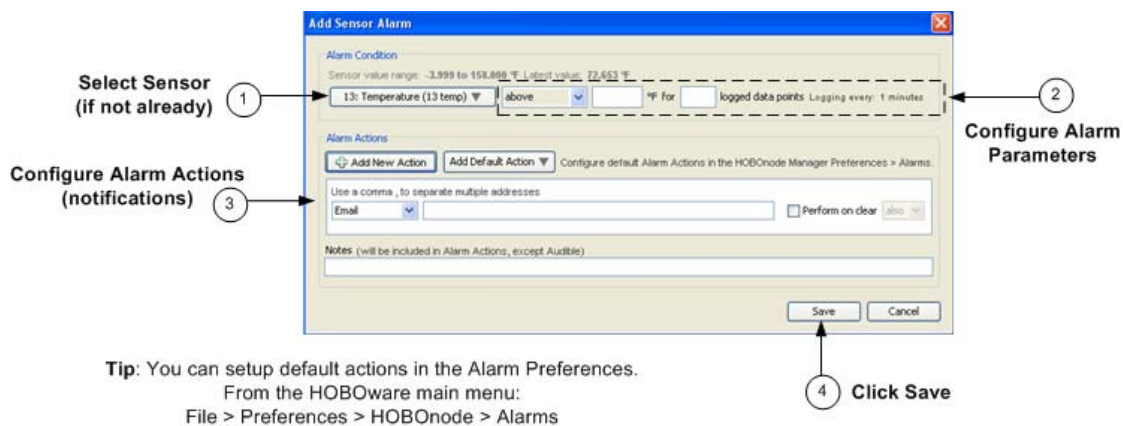 Add Sensor Alarm
Alarm Condition
Sensor value range: -3.999 to 158.000 °F Latest value: 72.653 °F
13: Temperature (13 temp) above °F for logged data points Logging every: 1 minutes
Select Sensor
(if not already)
1
2
Configure Alarm
Parameters
Alarm Actions
Add New Action Add Default Action Configure default Alarm Actions in the HOBOnode Manager Preferences > Alarms.
Configure Alarm Actions
(notifications)
3
Use a comma , to separate multiple addresses
Email Perform on clear also
Notes (will be included in Alarm Actions, except Audible)
Save Cancel
4 Click Save
Tip: You can setup default actions in the Alarm Preferences.
From the HOBOware main menu:
File > Preferences > HOBOnode > Alarms